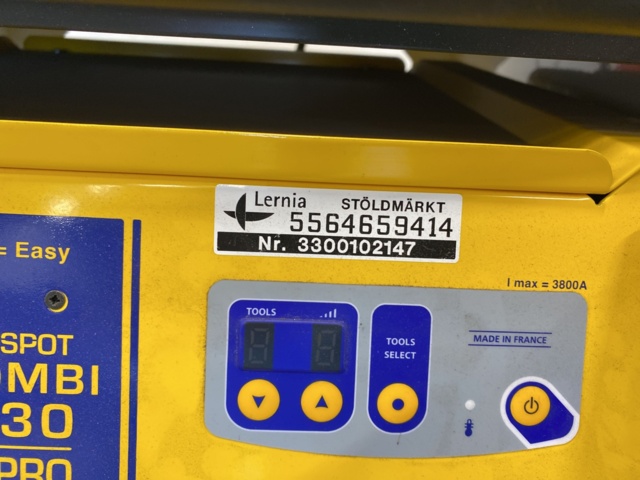 Lernia STÖLDMÄRKT
5564659414
Nr. 3300102147
= Easy
I max = 3800A
TOOLS
TOOLS
SELECT
MADE IN FRANCE
SPOT
MBI
30
PRO